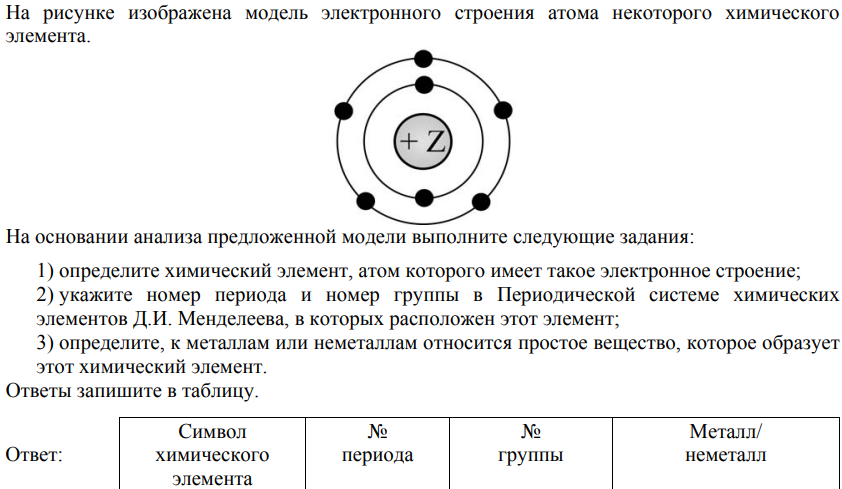 На рисунке изображена модель электронного строения атома некоторого химического
элемента.
+ Z
На основании анализа предложенной модели выполните следующие задания:
1) определите химический элемент, атом которого имеет такое электронное строение;
2) укажите номер периода и номер группы в Периодической системе химических
элементов Д.И. Менделеева, в которых расположен этот элемент;
3) определите, к металлам или неметаллам относится простое вещество, которое образует
этот химический элемент.
Ответы запишите в таблицу.
Ответ:
Символ
химического
элемента
№
периода
№
группы
Металл/
неметалл